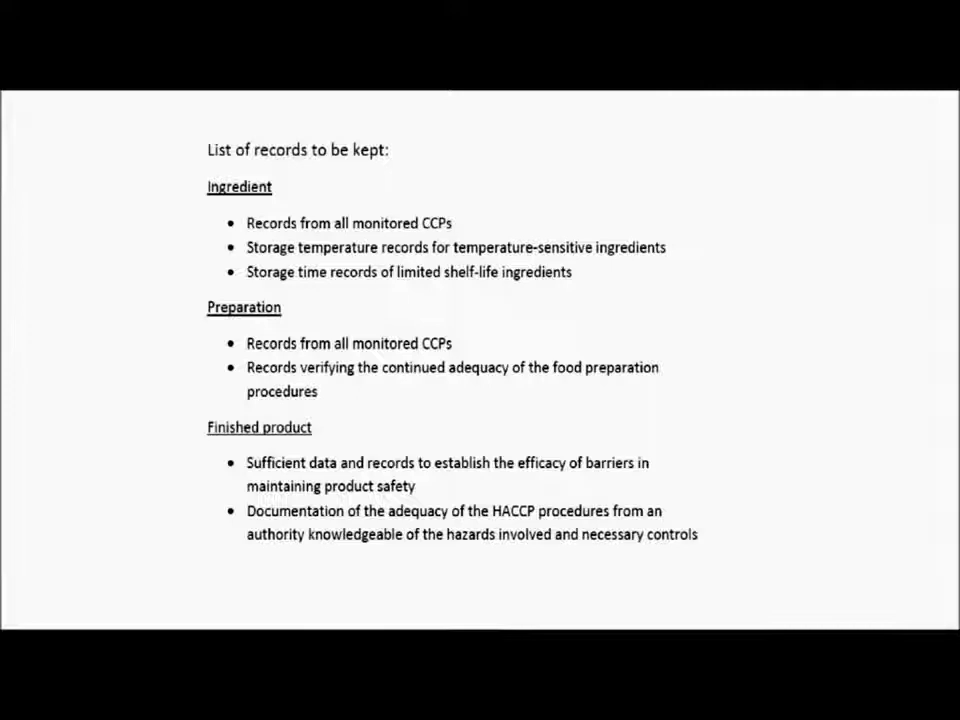 List of records to be kept:
Ingredient
• Records from all monitored CCPs
• Storage temperature records for temperature-sensitive ingredients
• Storage time records of limited shelf-life ingredients
Preparation
• Records from all monitored CCPs
• Records verifying the continued adequacy of the food preparation
procedures
Finished product
• Sufficient data and records to establish the efficacy of barriers in
maintaining product safety
• Documentation of the adequacy of the HACCP procedures from an
authority knowledgeable of the hazards involved and necessary controls